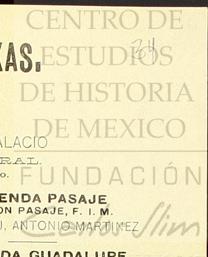 CENTRO DE
ESTUDIOS
XAS.
DE HISTORIA
DE MEXICO
ALACIO
RAL.
FUNDACIÓN
ENDA PASAJE
ON PASAJE, F. I. M.
ANTONIO MARTINEZ
Carlos Slim
DA GUADALUPE